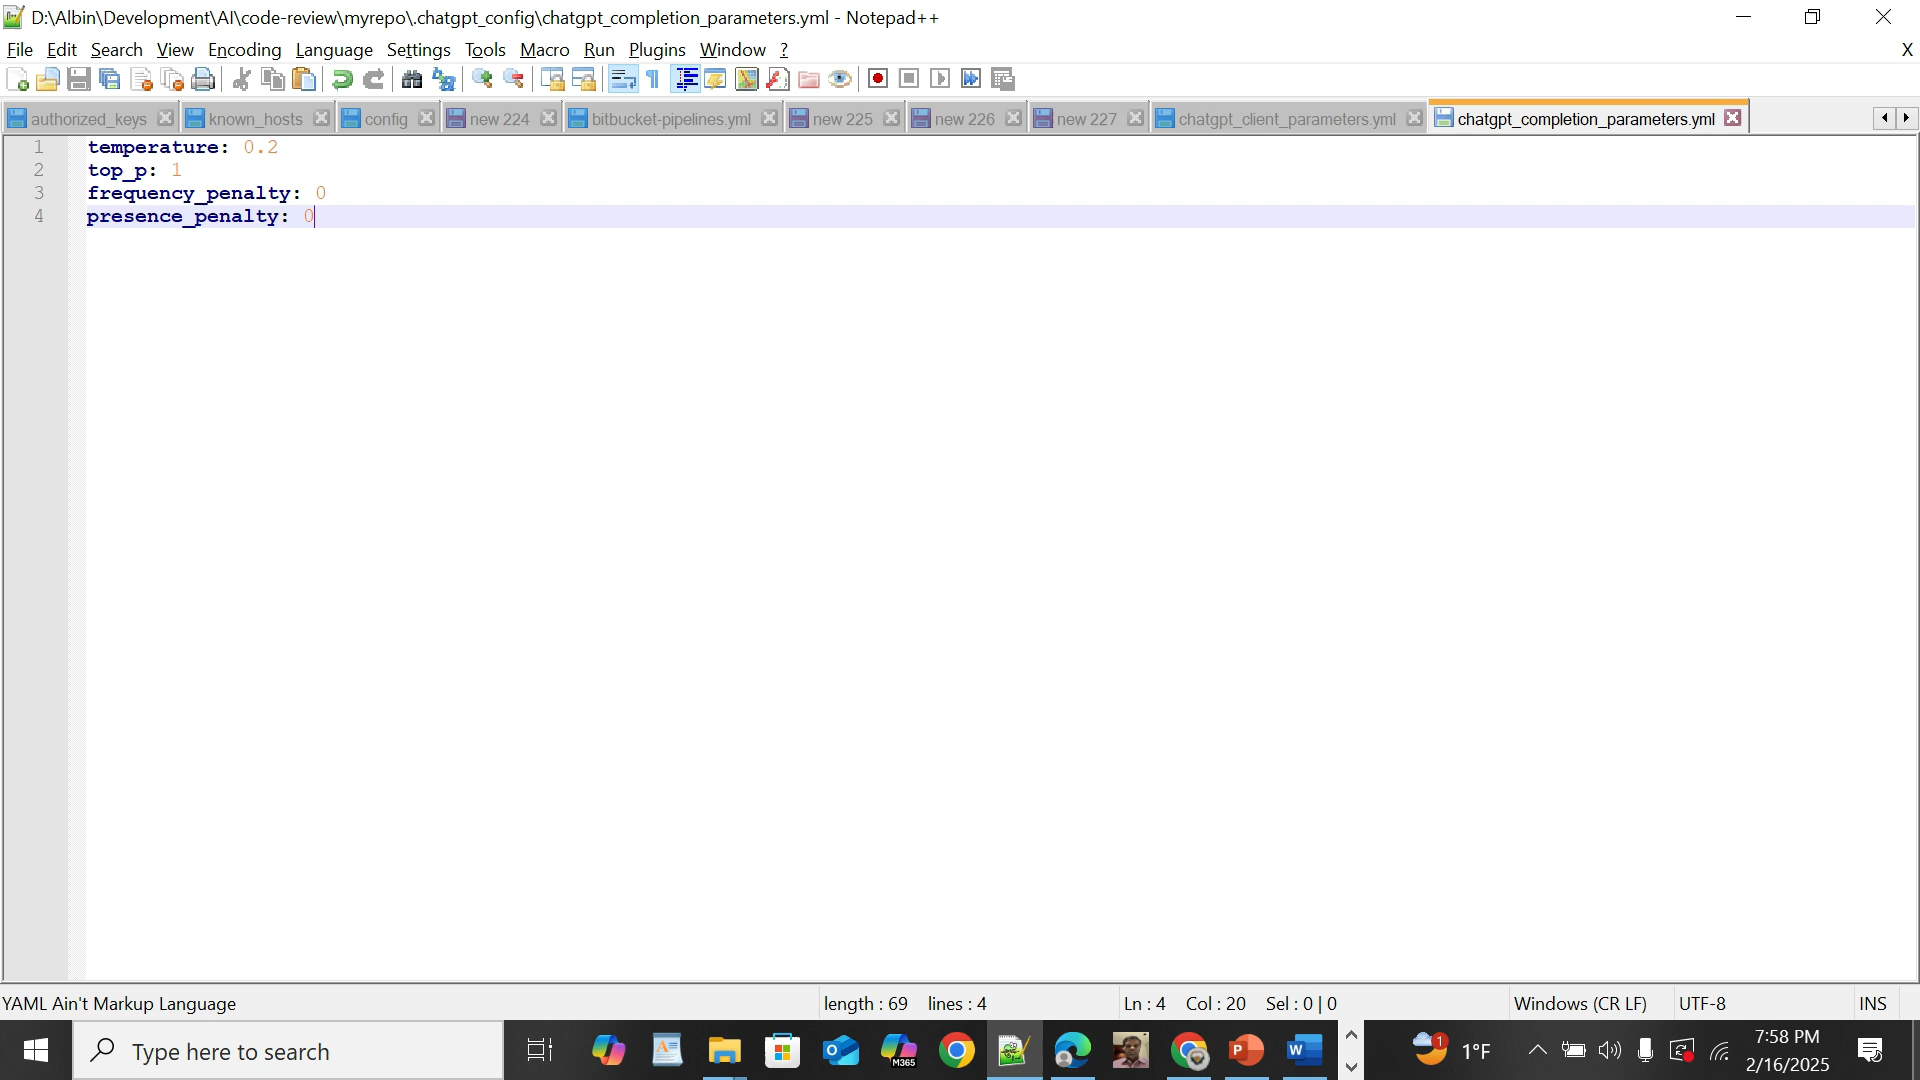 D:\Albin\Development\AI\code-review\myrepo\.chatgpt_config\chatgpt_completion_parameters.yml - Notepad++
File Edit Search View Encoding Language Settings Tools Macro Run Plugins Window ? X
authorized_keys known_hosts config new 224 bitbucket-pipelines.yml new 225 new 226 new 227 chatgpt_client_parameters.yml chatgpt_completion_parameters.yml
1 temperature: 0.2
2 top_p: 1
3 frequency_penalty: 0
4 presence_penalty: 0
YAML Ain't Markup Language length : 69 lines : 4 Ln : 4 Col : 20 Sel : 0 | 0 Windows (CR LF) UTF-8 INS
Type here to search M365 1 1°F 7:58 PM
2/16/2025